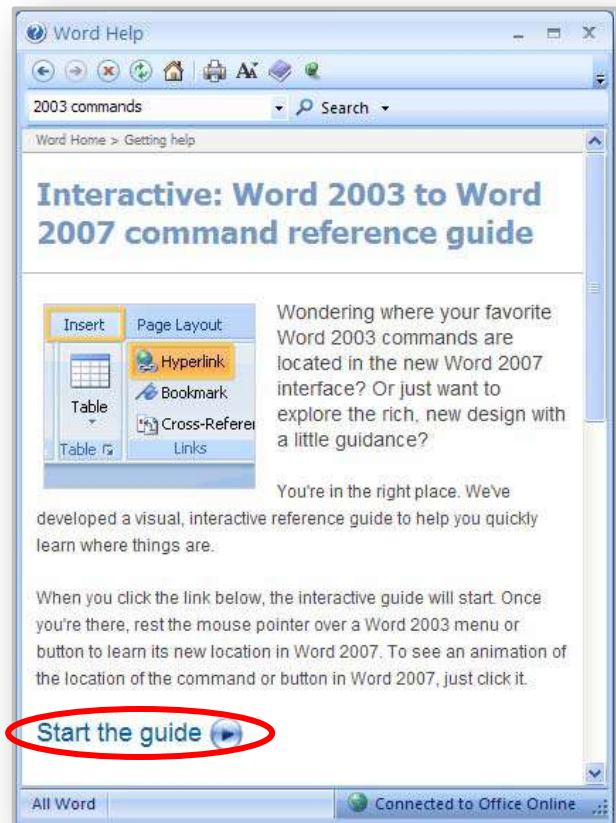 Word Help
2003 commands
Search
Word Home > Getting help
Interactive: Word 2003 to Word
2007 command reference guide
Insert Page Layout
Hyperlink
Bookmark
Table
Cross-Refere
Table Links
Wondering where your favorite
Word 2003 commands are
located in the new Word 2007
interface? Or just want to
explore the rich, new design with
a little guidance?
You're in the right place. We've
developed a visual, interactive reference guide to help you quickly
learn where things are.
When you click the link below, the interactive guide will start. Once
you're there, rest the mouse pointer over a Word 2003 menu or
button to learn its new location in Word 2007. To see an animation of
the location of the command or button in Word 2007, just click it.
Start the guide
All Word Connected to Office Online